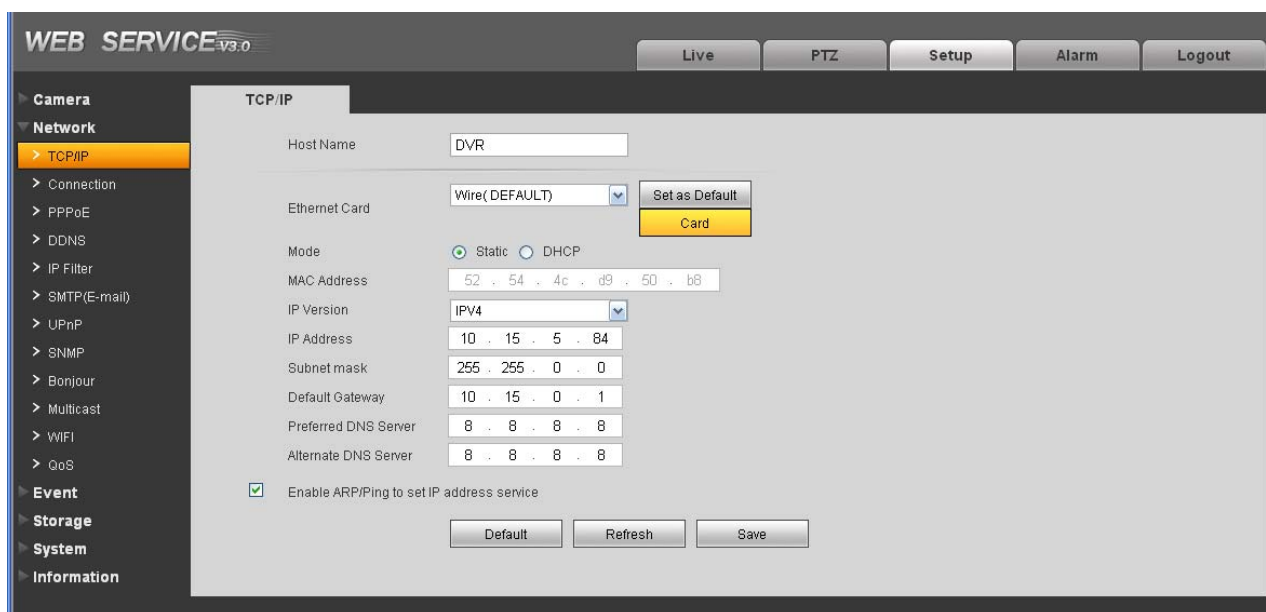 WEB SERVICE V3.0
Live PTZ Setup Alarm Logout
Camera
Network
TCP/IP
Connection
PPPoE
DDNS
IP Filter
SMTP(E-mail)
UPnP
SNMP
Bonjour
Multicast
WIFI
QoS
Event
Storage
System
Information
TCP/IP
Host Name DVR
Ethernet Card Wire(DEFAULT) Set as Default
Card
Mode Static DHCP
MAC Address 52 . 54 . 4c . d9 . 50 . b8
IP Version IPV4
IP Address 10 . 15 . 5 . 84
Subnet mask 255 . 255 . 0 . 0
Default Gateway 10 . 15 . 0 . 1
Preferred DNS Server 8 . 8 . 8 . 8
Alternate DNS Server 8 . 8 . 8 . 8
Enable ARP/Ping to set IP address service
Default Refresh Save